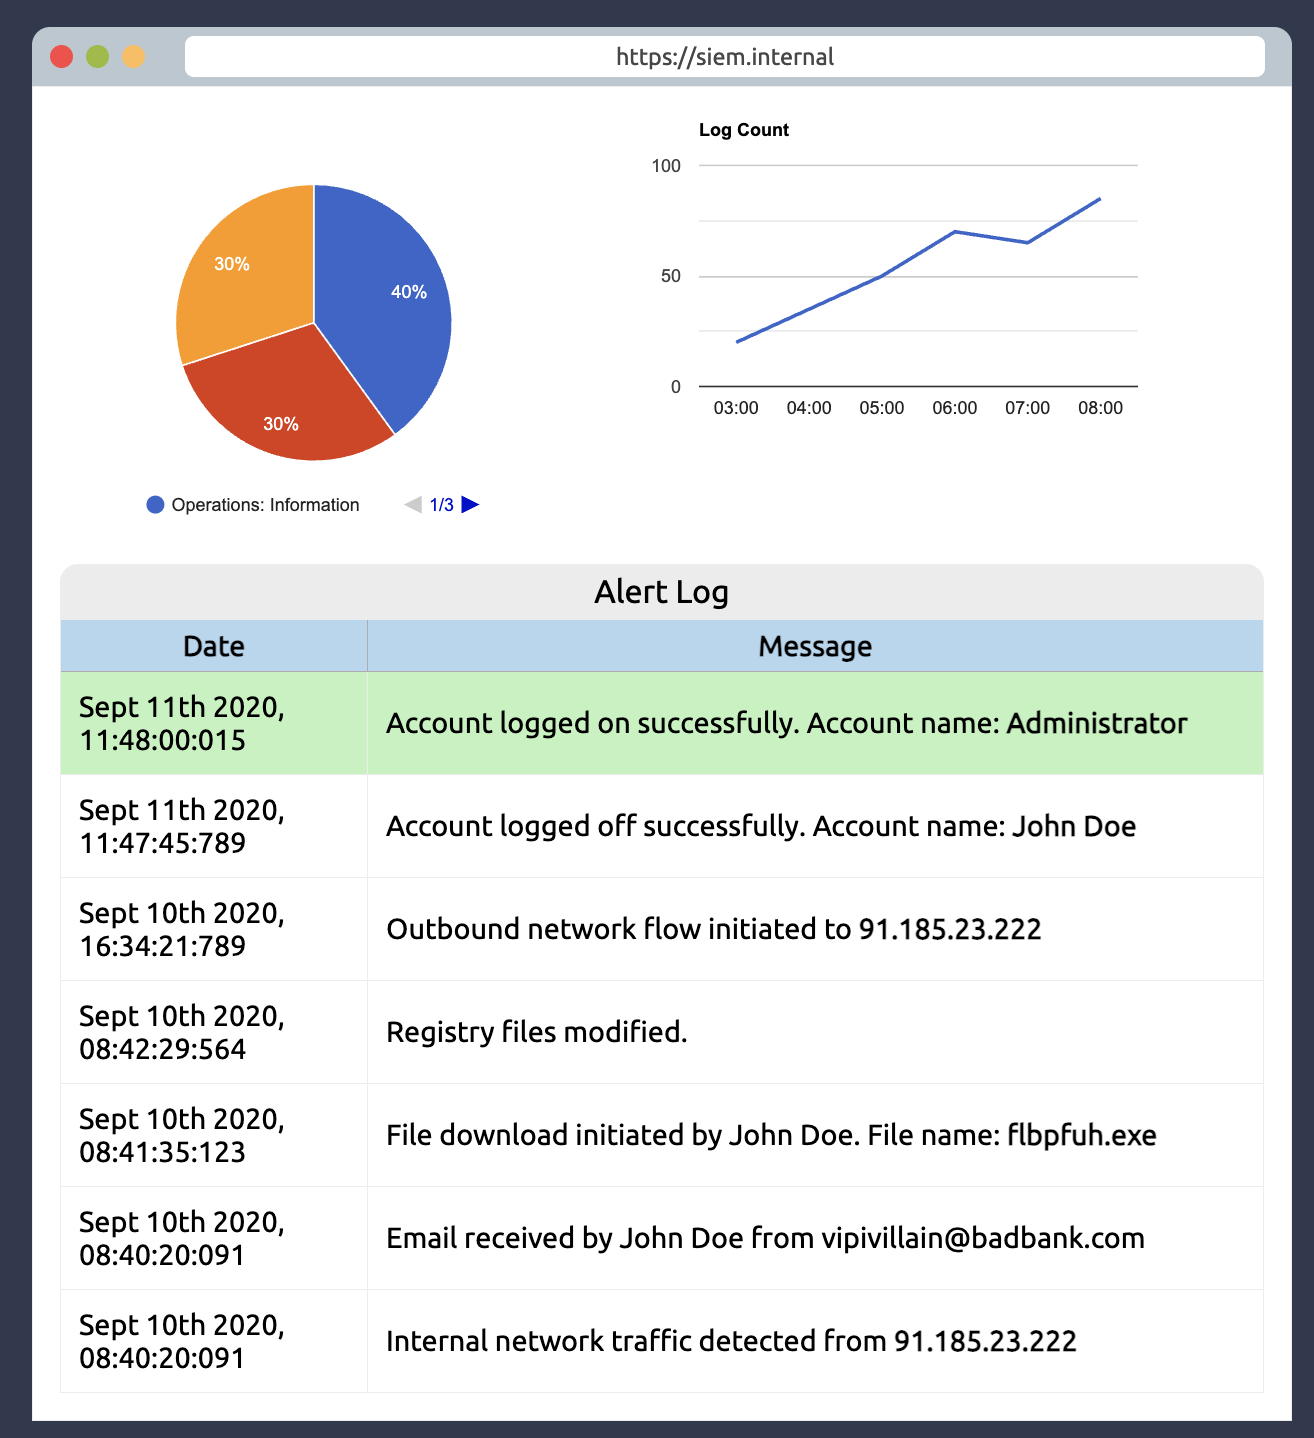 https://siem.internal
Log Count
100
50
0
03:00 04:00 05:00 06:00 07:00 08:00
30%
40%
30%
Operations: Information 1/3
Alert Log
Date Message
Sept 11th 2020,
11:48:00:015
Account logged on successfully. Account name: Administrator
Sept 11th 2020,
11:47:45:789
Account logged off successfully. Account name: John Doe
Sept 10th 2020,
16:34:21:789
Outbound network flow initiated to 91.185.23.222
Sept 10th 2020,
08:42:29:564
Registry files modified.
Sept 10th 2020,
08:41:35:123
File download initiated by John Doe. File name: flbpfuh.exe
Sept 10th 2020,
08:40:20:091
Email received by John Doe from vipivillain@badbank.com
Sept 10th 2020,
08:40:20:091
Internal network traffic detected from 91.185.23.222